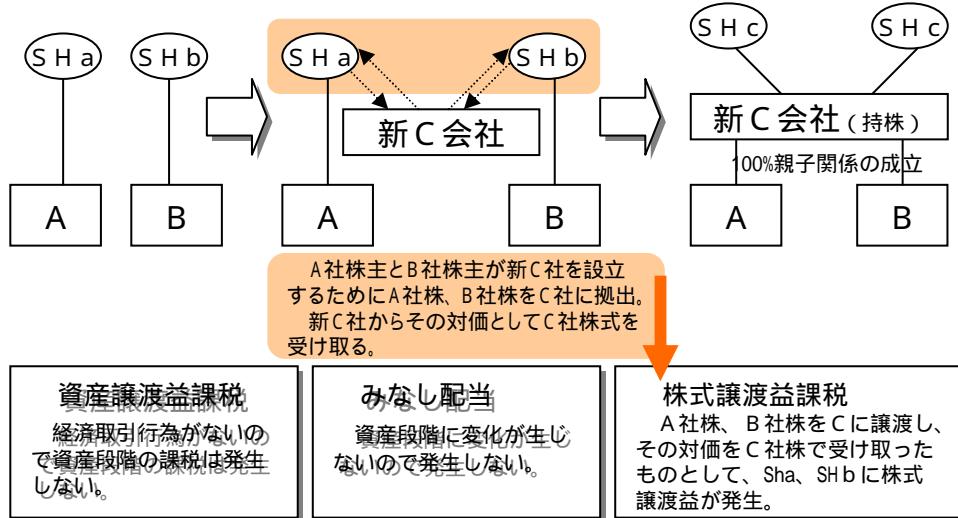 SHa
SHb
SHa
SHb
SHc
SHc
新C会社
新C会社(持株)
100%親子関係の成立
A
B
A
B
A
B
A社株主とB社株主が新C社を設立
するためにA社株、B社株をC社に拠出。
新C社からその対価としてC社株式を
受け取る。
資産譲渡益課税
経済取引行為がないの
で資産段階の課税は発生
しない。
みなし配当
資産段階に変化が生じ
ないので発生しない。
株式譲渡益課税
A社株、B社株をCに譲渡し、
その対価をC社株で受け取った
ものとして、Sha、SHbに株式
譲渡益が発生。